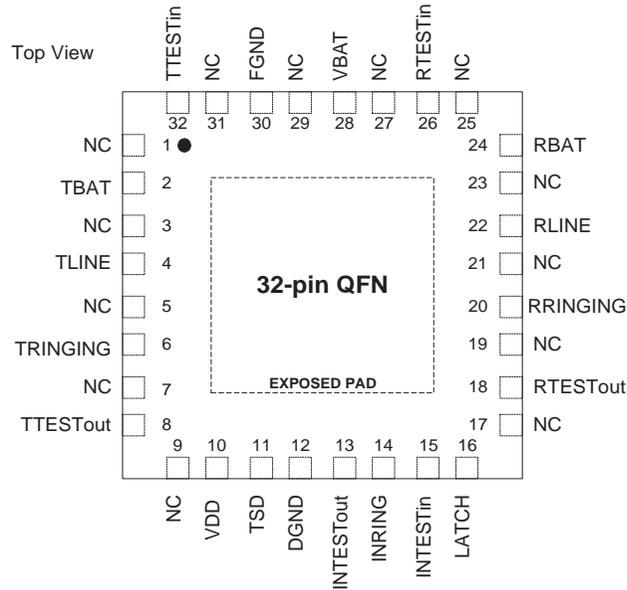 Top View
TTESTin
NC
FGND
NC
VBAT
NC
RTESTin
NC
32
31
30
29
28
27
26
25
NC 1
TBAT 2
NC 3
TLINE 4
NC 5
TRINGING 6
NC 7
TTESTout 8
24 RBAT
23 NC
22 RLINE
21 NC
20 RRINGING
19 NC
18 RTESTout
17 NC
32-pin QFN
EXPOSED PAD
9
10
11
12
13
14
15
16
NC
VDD
TSD
DGND
INTESTout
INRING
INTESTin
LATCH